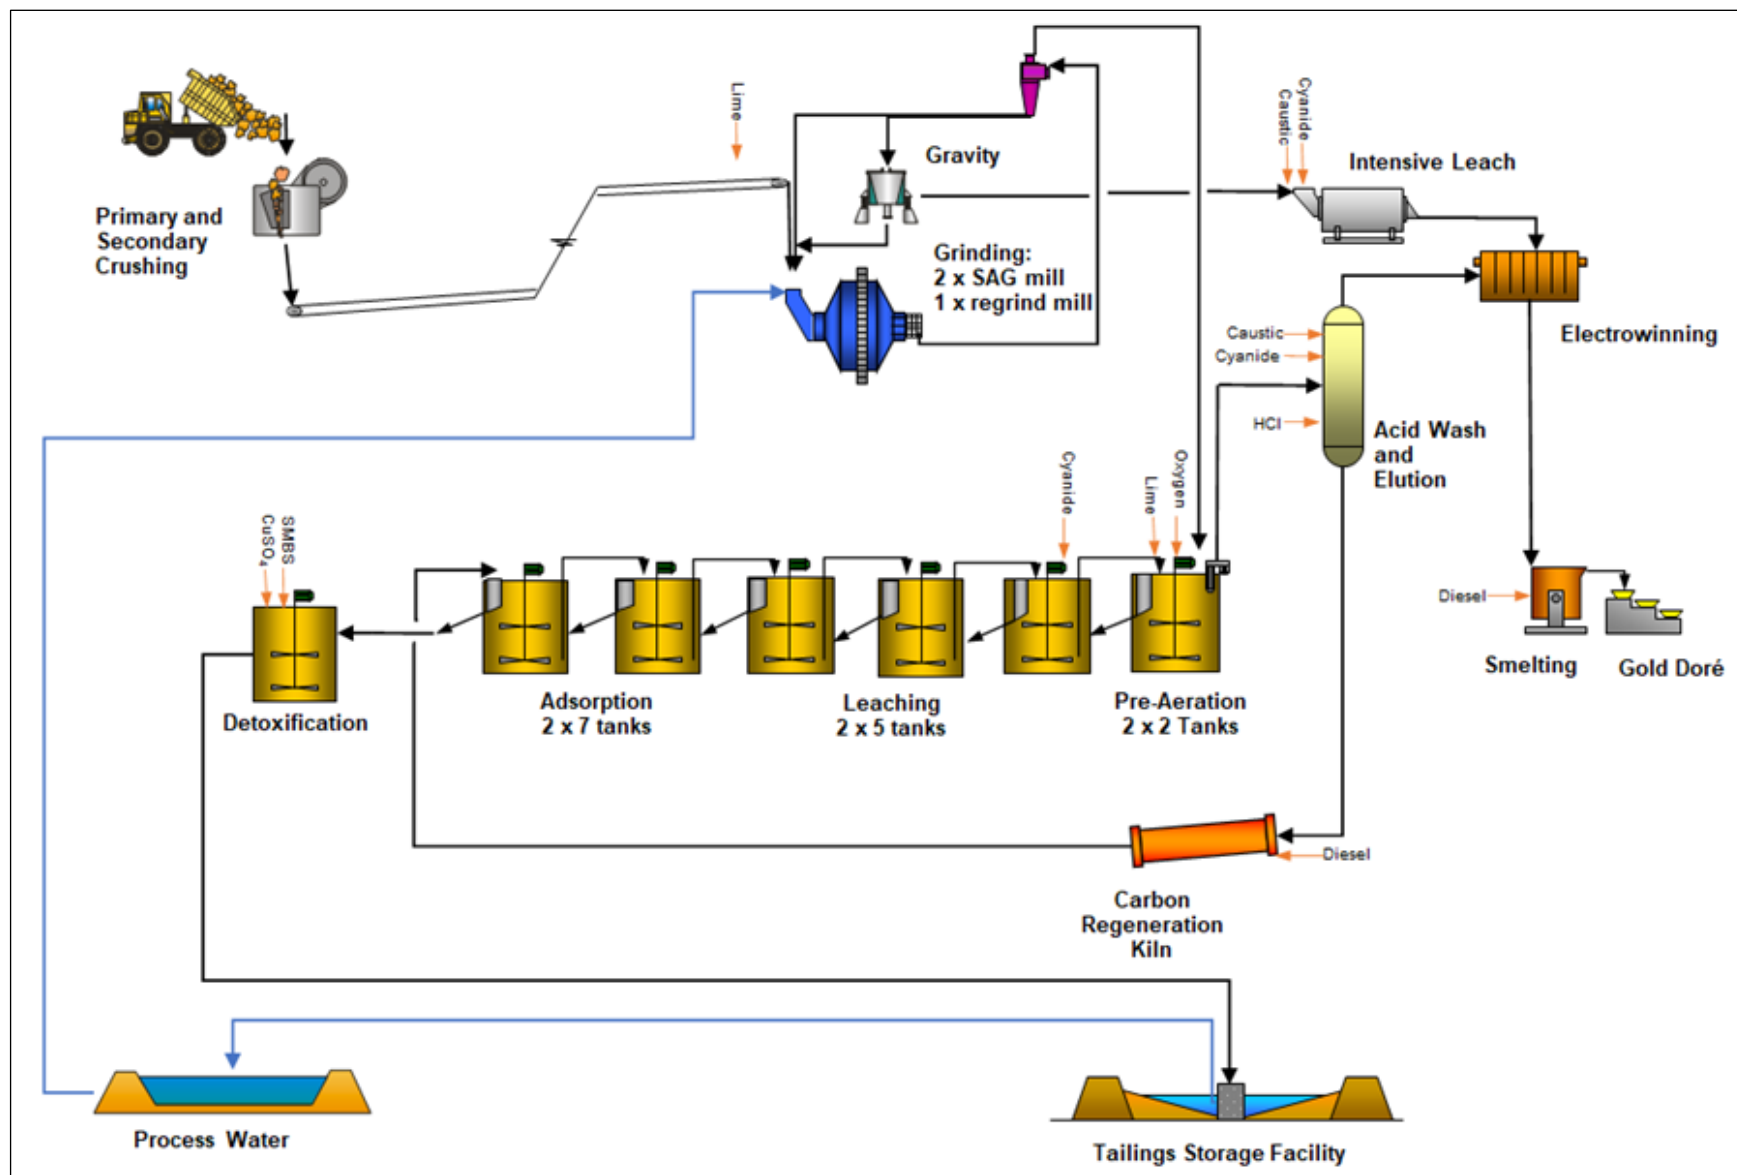 Lime
Cyanide
Caustic
Gravity
Intensive Leach
Primary and
Secondary
Crushing
Grinding:
2 x SAG mill
1 x regrind mill
Electrowinning
Caustic
Cyanide
HCl
Acid Wash
and
Elution
Cyanide
Lime
Oxygen
CuSO₄
SMBS
Diesel
Smelting
Gold Doré
Detoxification
Adsorption
2 x 7 tanks
Leaching
2 x 5 tanks
Pre-Aeration
2 x 2 Tanks
Diesel
Carbon
Regeneration
Kiln
Process Water
Tailings Storage Facility